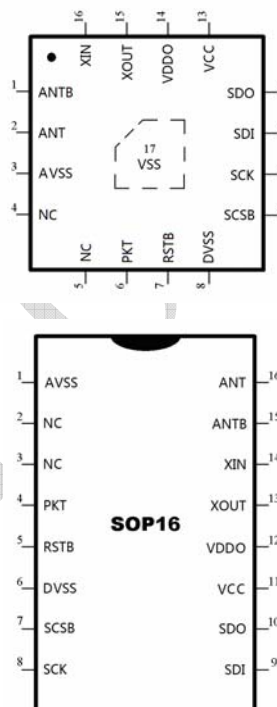 16 15 14 13
XIN XOUT VDDO VCC
1 ANTB SDO
2 ANT SDI
3 AVSS SCK
4 NC SCSB
17
VSS
NC PKT RSTB DVSS
5 6 7 8
1 AVSS ANT 16
2 NC ANTB 15
3 NC XIN 14
4 PKT XOUT 13
SOP16
5 RSTB VDDO 12
6 DVSS VCC 11
7 SCSB SDO 10
8 SCK SDI 9